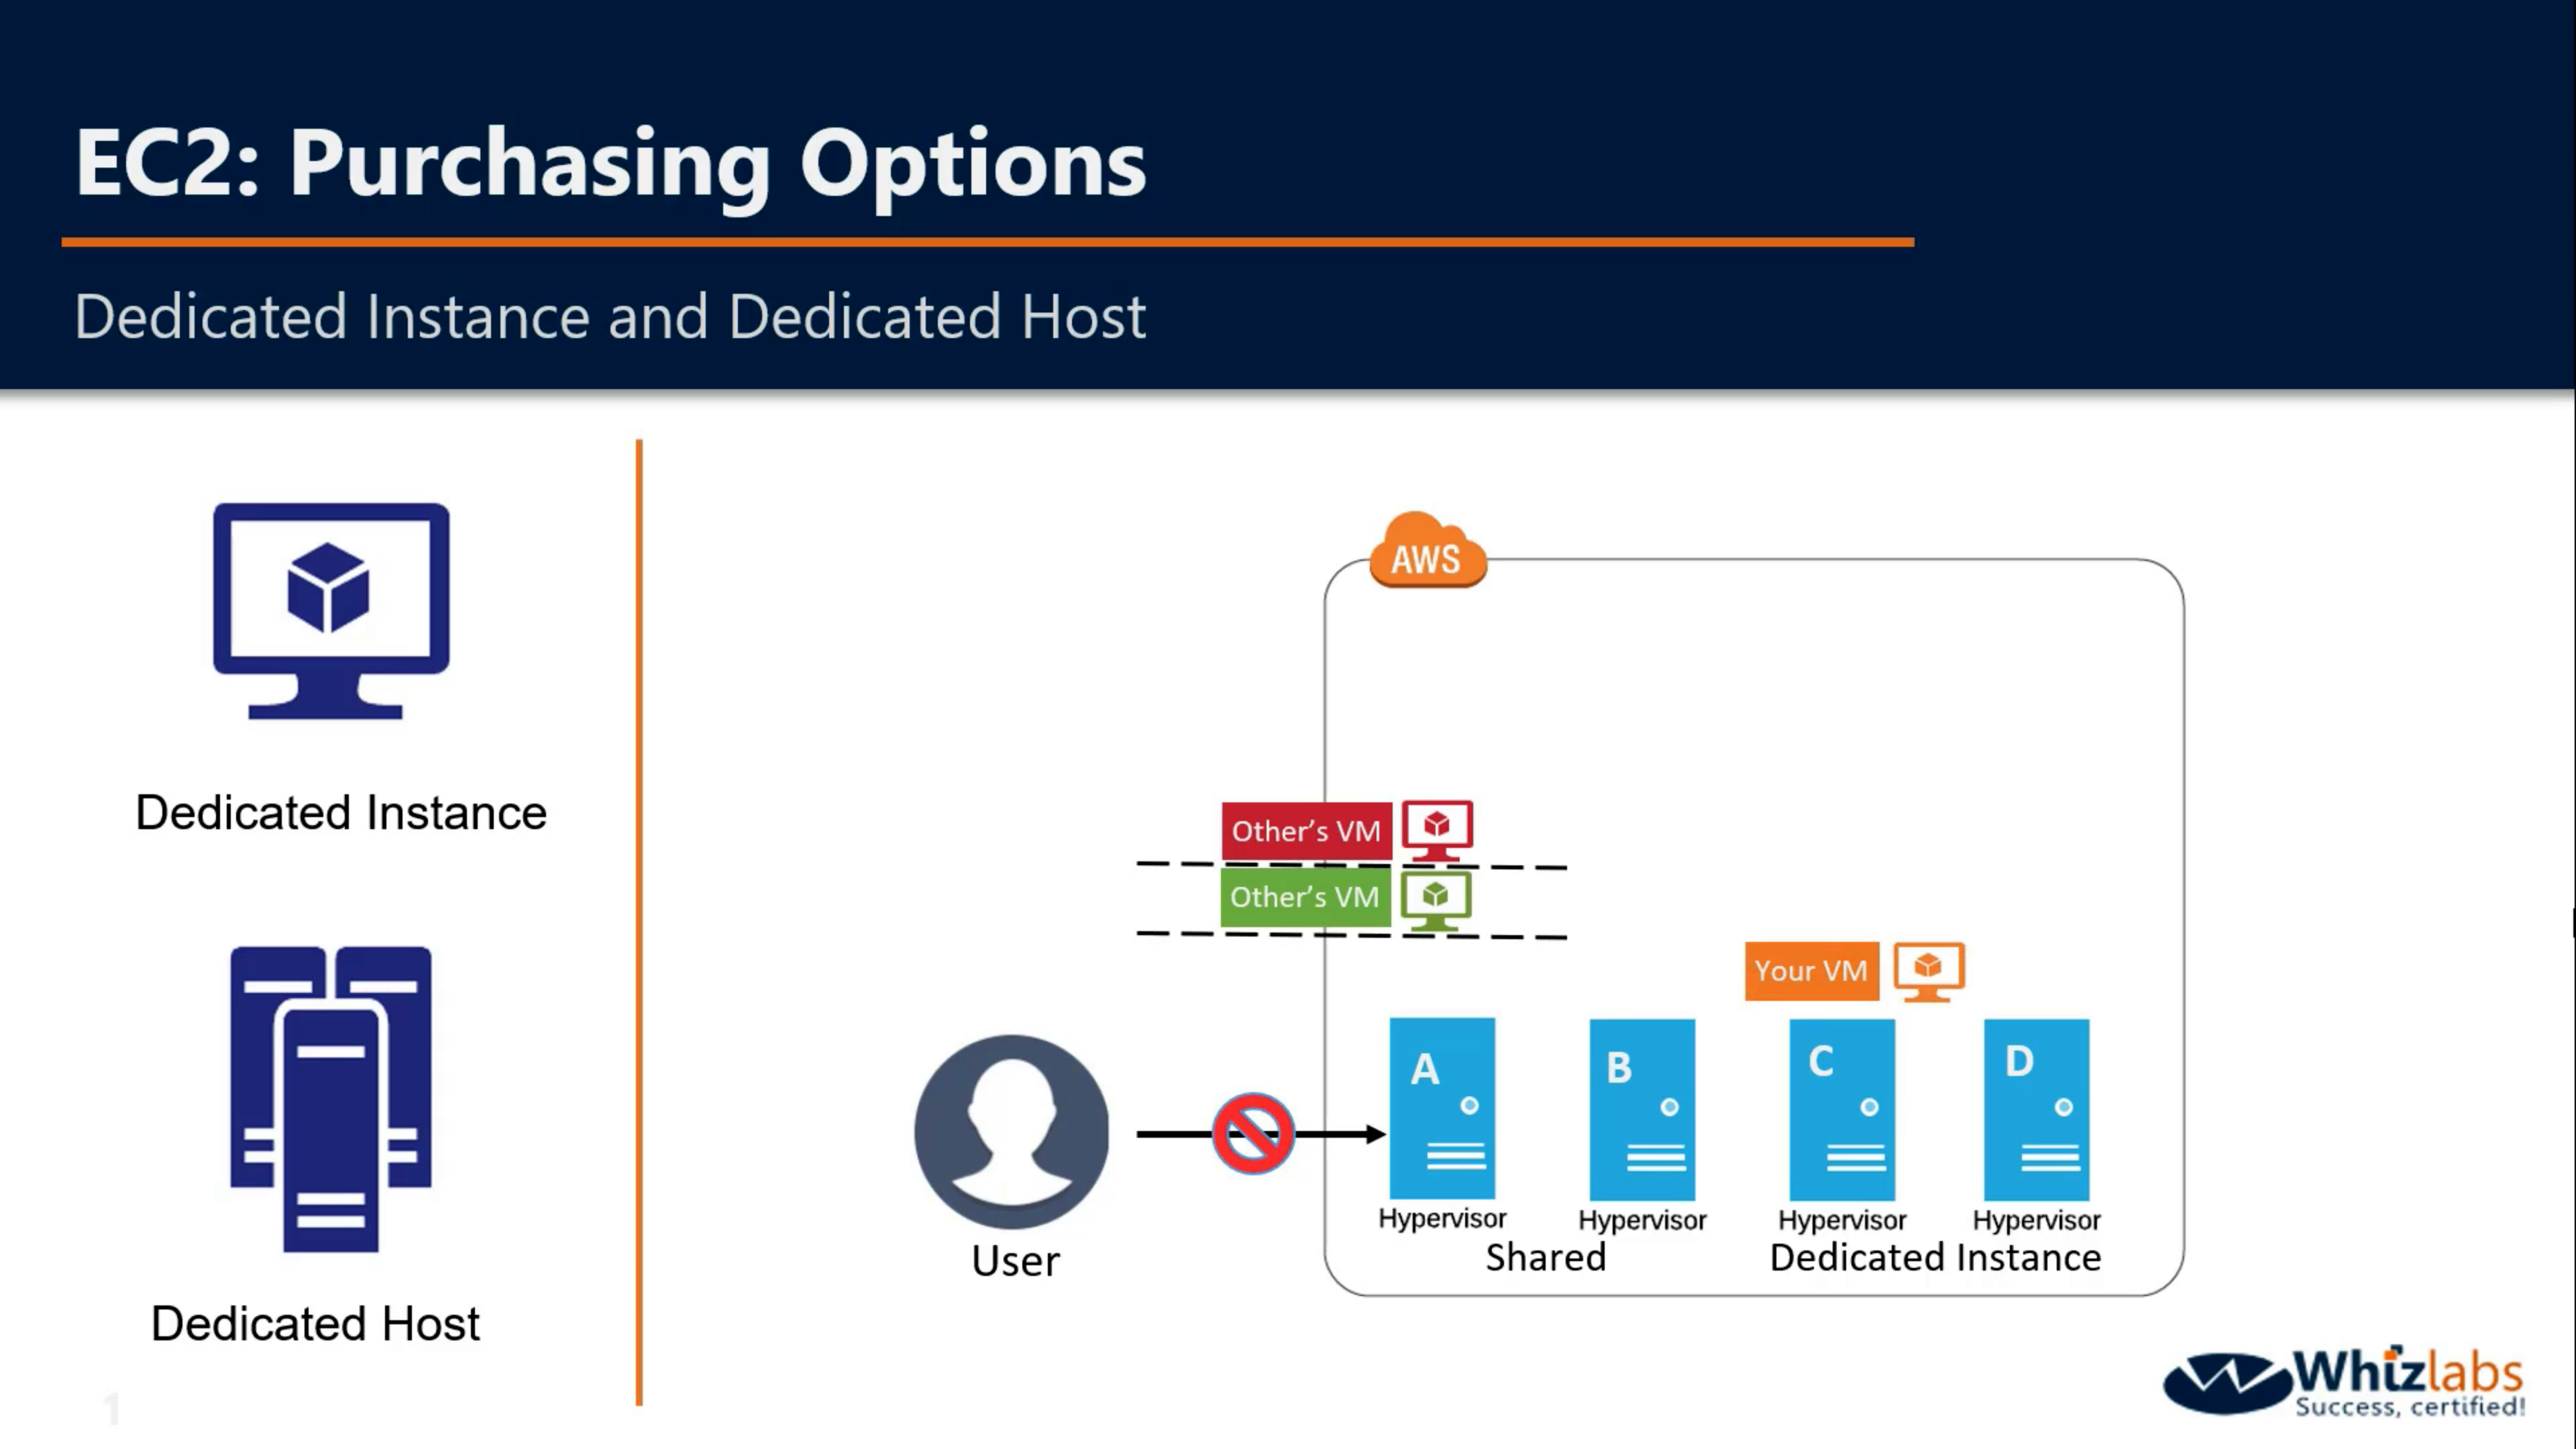 EC2: Purchasing Options
Dedicated Instance and Dedicated Host
Dedicated Instance
Dedicated Host
AWS
Other's VM
Other's VM
Your VM
A
B
C
D
Hypervisor
Hypervisor
Hypervisor
Hypervisor
User
Shared
Dedicated Instance
1
Whizlabs
Success, certified!